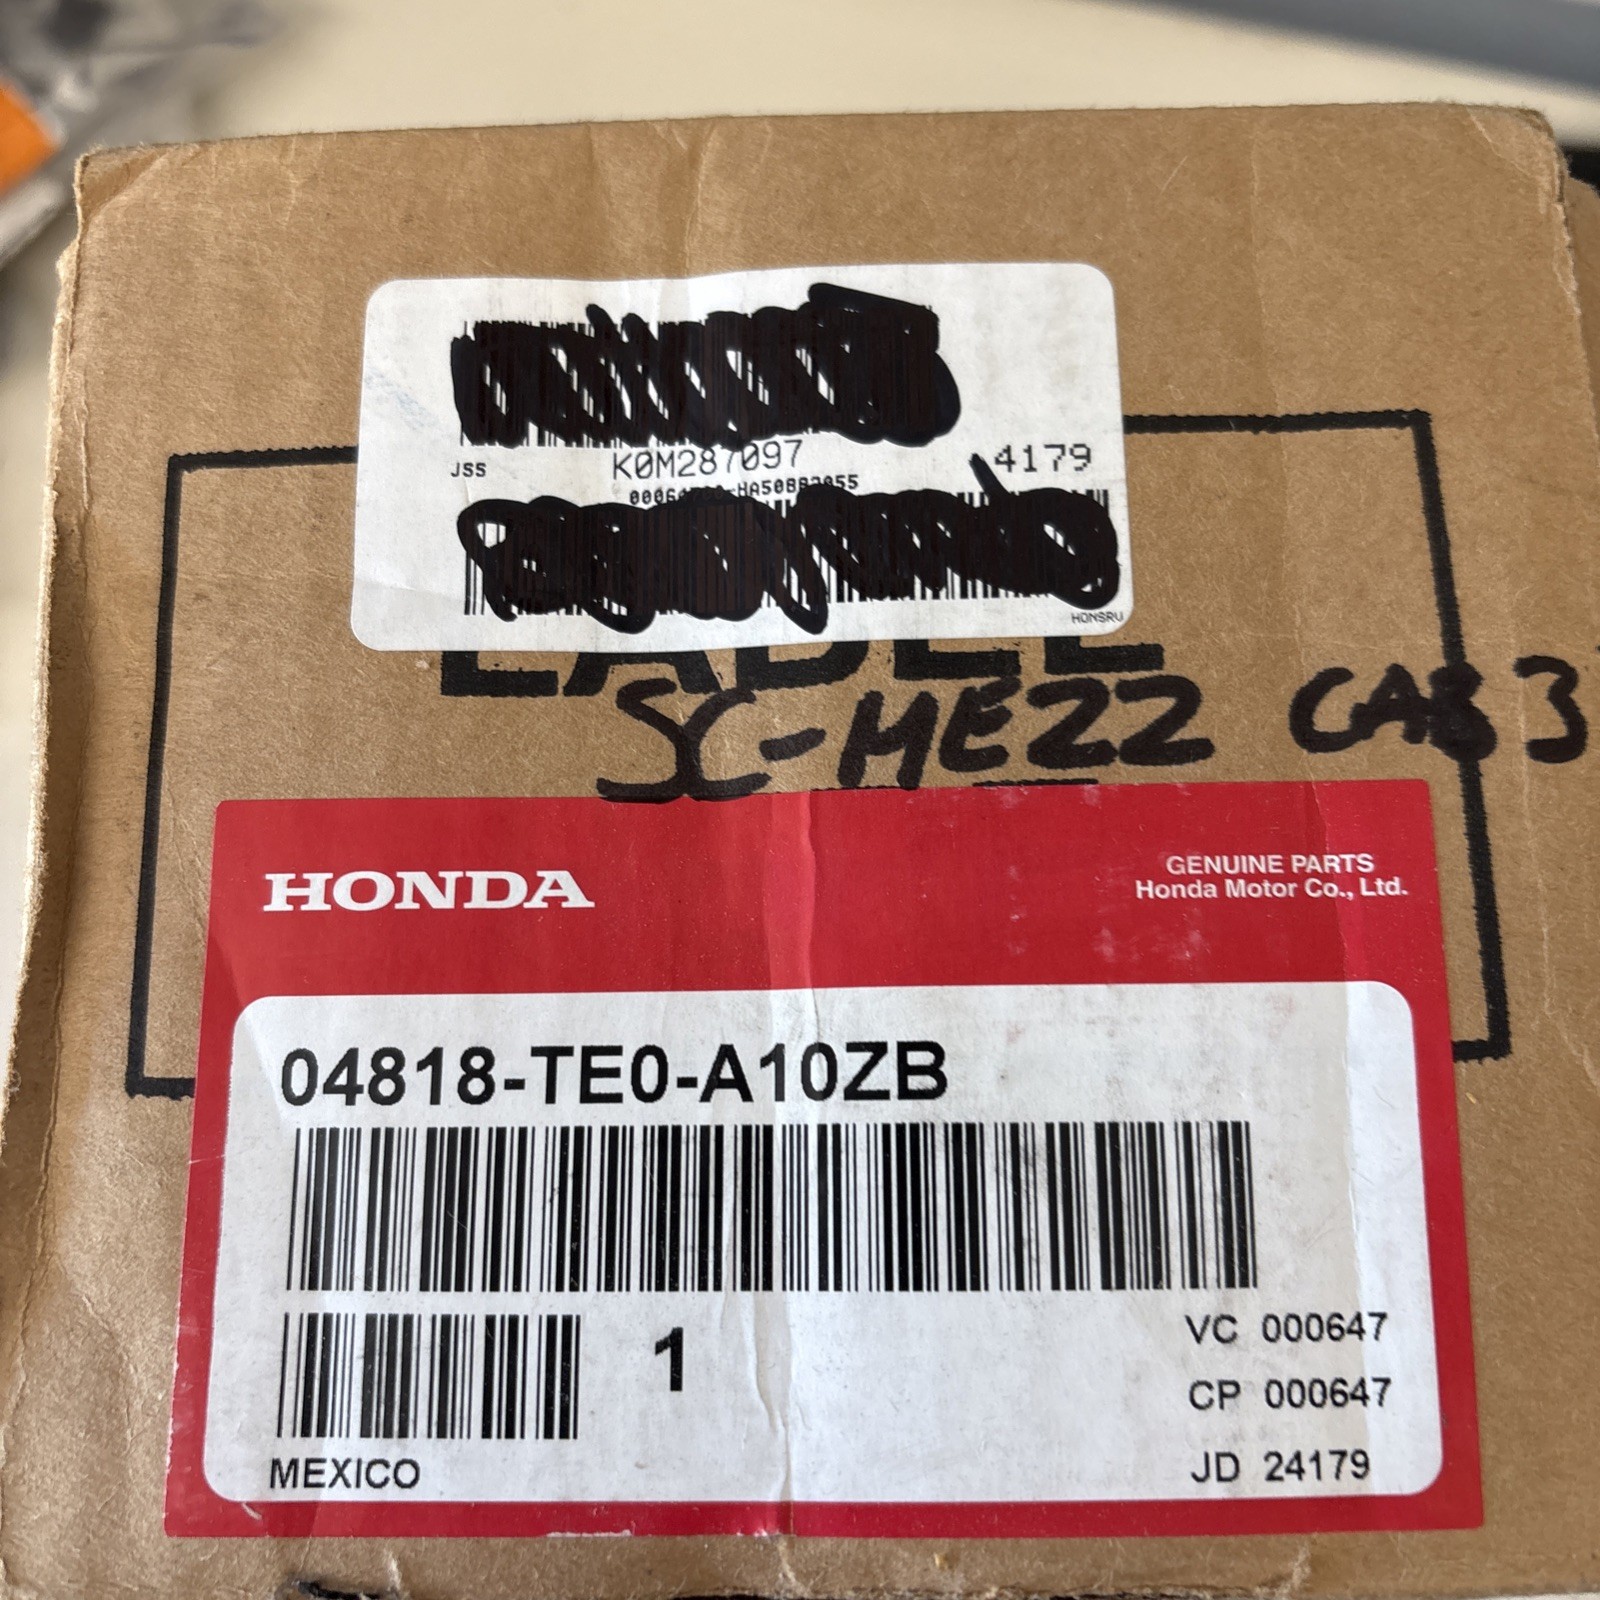 JSS K0M287097 4179
HONSRU
LABEL
SC-MEZZ CAB 3
HONDA
GENUINE PARTS
Honda Motor Co., Ltd.
04818-TE0-A10ZB
1
VC 000647
CP 000647
MEXICO
JD 24179